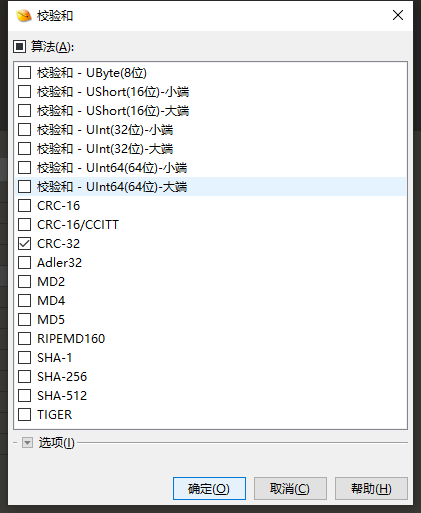 校验和
算法(A):
校验和 - UByte(8位)
校验和 - UShort(16位)-小端
校验和 - UShort(16位)-大端
校验和 - UInt(32位)-小端
校验和 - UInt(32位)-大端
校验和 - UInt64(64位)-小端
校验和 - UInt64(64位)-大端
CRC-16
CRC-16/CCITT
CRC-32
Adler32
MD2
MD4
MD5
RIPEMD160
SHA-1
SHA-256
SHA-512
TIGER
选项(I)
确定(O) 取消(C) 帮助(H)